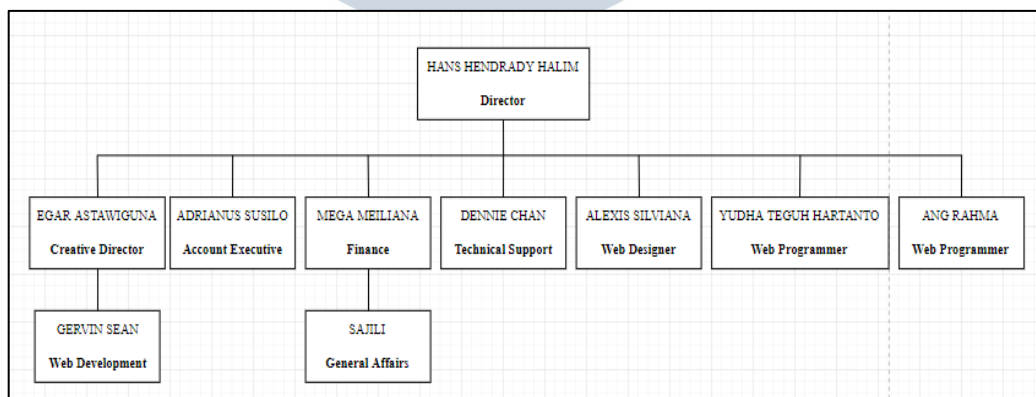 HANS HENDRADY HALIM
Director
EGAR ASTAWIGUNA
Creative Director
ADRIANUS SUSILO
Account Executive
MEGA MEILIANA
Finance
DENNIE CHAN
Technical Support
ALEXIS SILVIANA
Web Designer
YUDHA TEGUH HARTANTO
Web Programmer
ANG RAHMA
Web Programmer
GERVIN SEAN
Web Development
SAJILI
General Affairs